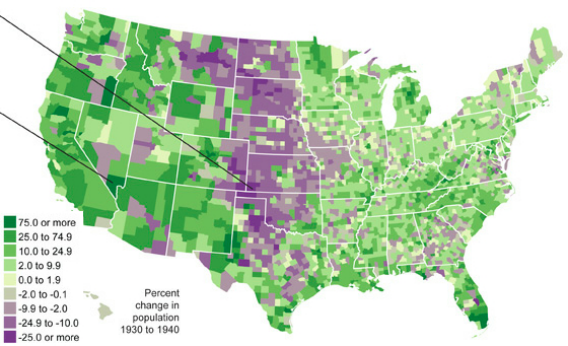 75.0 or more
25.0 to 74.9
10.0 to 24.9
2.0 to 9.9
0.0 to 1.9
-2.0 to -0.1
-9.9 to -2.0
-24.9 to -10.0
-25.0 or more
Percent
change in
population
1930 to 1940